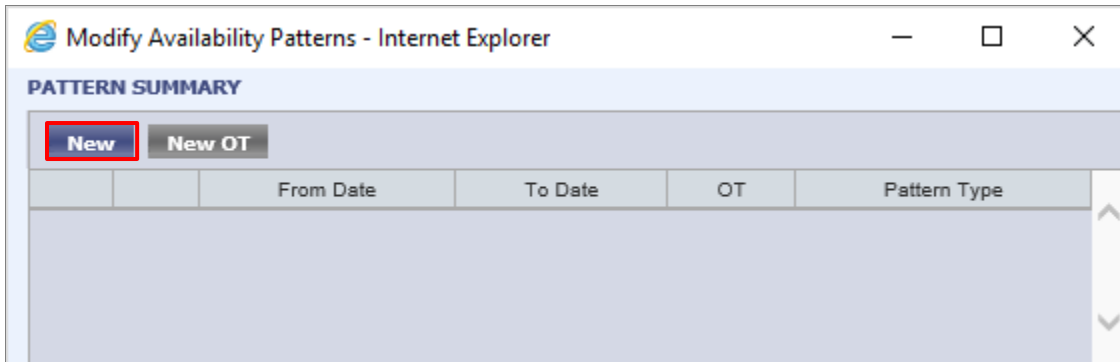 Modify Availability Patterns - Internet Explorer
PATTERN SUMMARY
New New OT
From Date To Date OT Pattern Type